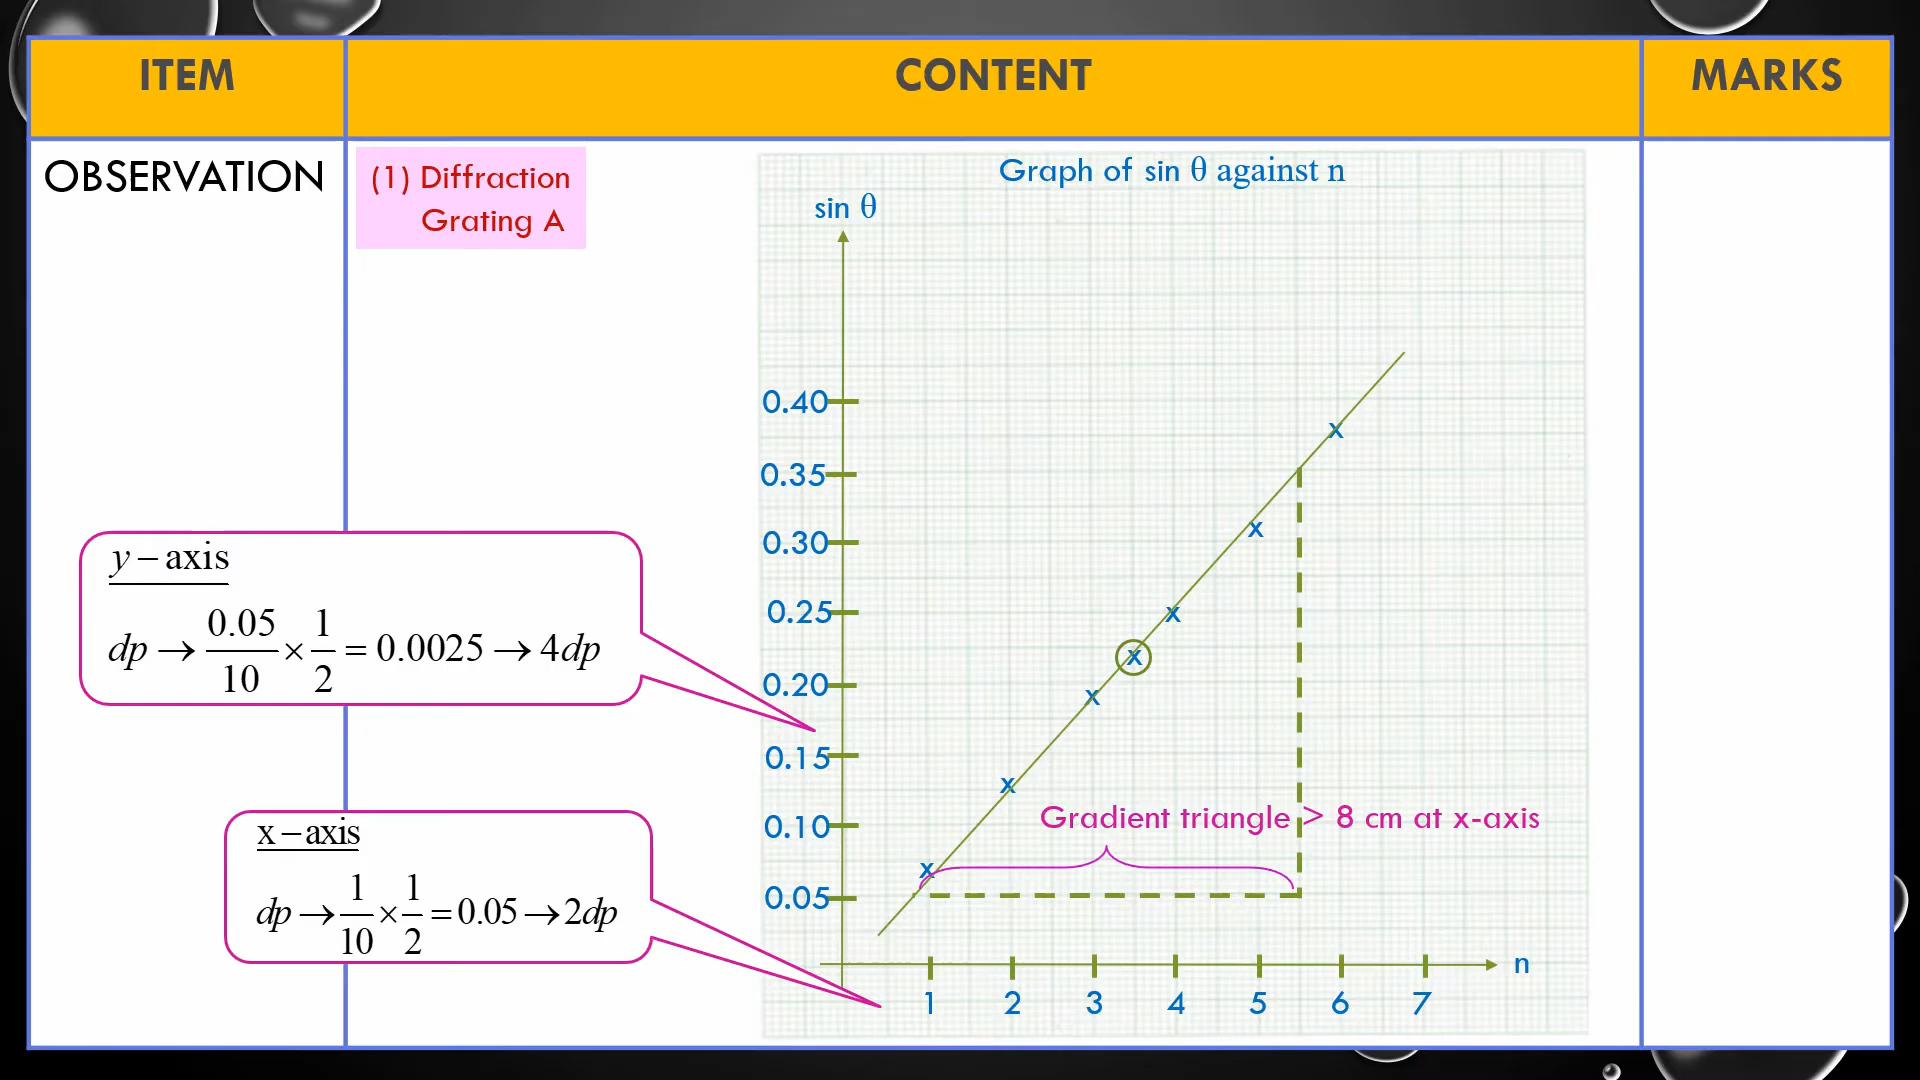 ITEM
CONTENT
MARKS
OBSERVATION
(1) Diffraction
Grating A
Graph of sin θ against n
sin θ
0.40
0.35
0.30
0.25
0.20
0.15
0.10
0.05
x
x
x
x
x
x
x
Gradient triangle > 8 cm at x-axis
n
1 2 3 4 5 6 7
y – axis
dp → 0.05/10 × 1/2 = 0.0025 → 4dp
x – axis
dp → 1/10 × 1/2 = 0.05 → 2dp